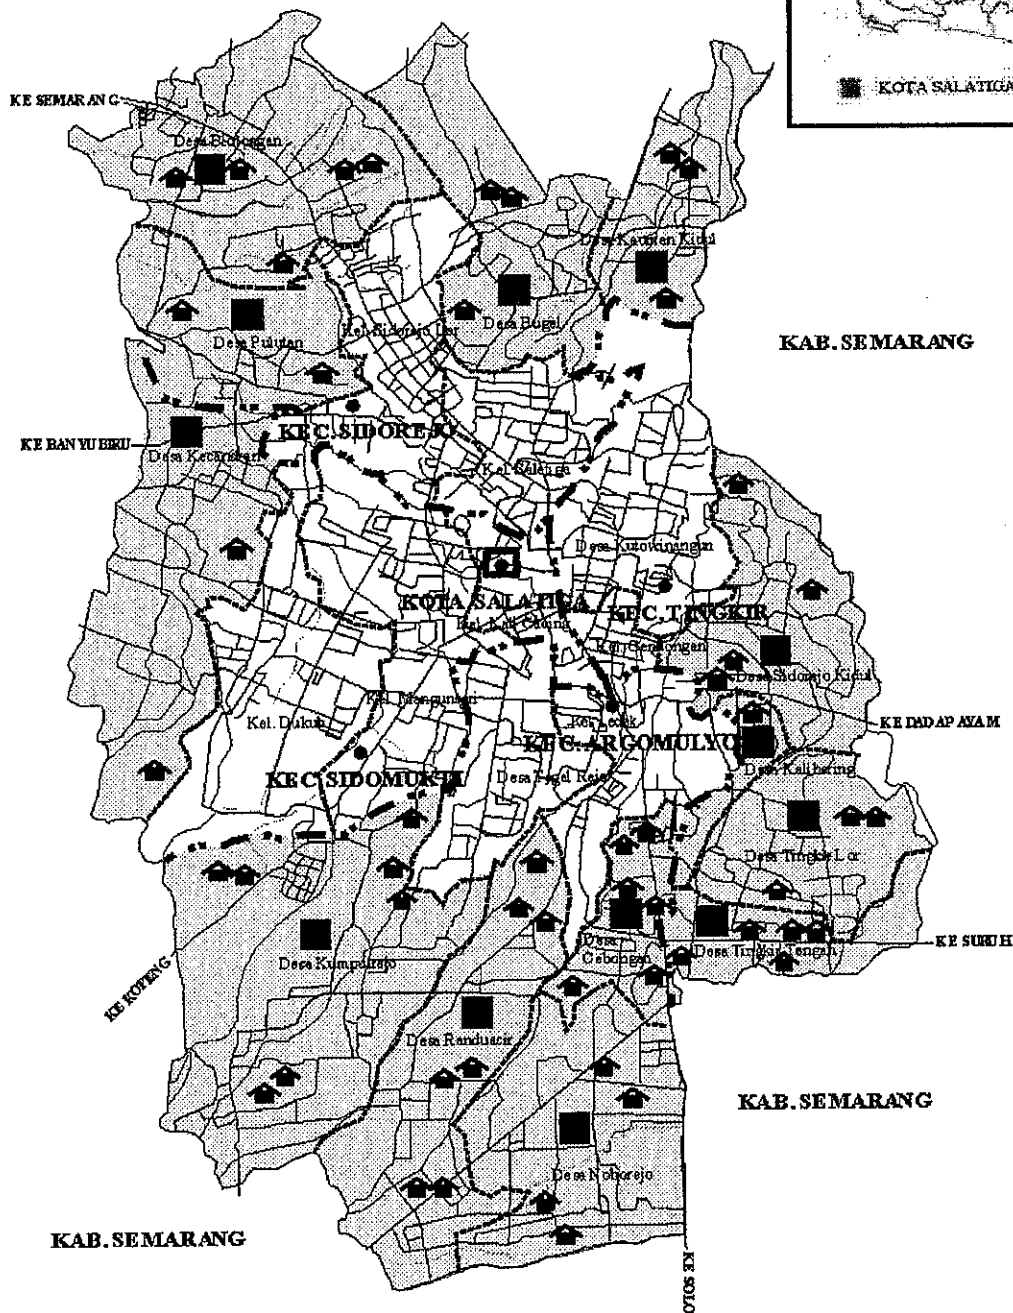 KOTA SALATIGA
KE SEMARANG
Desa Blotongan
Desa Kauman Kidul
Kel. Sidorejo Lor
Desa Bugel
Desa Pulutan
KAB. SEMARANG
KEC. SIDOREJO
KE BANYUBIRU
Desa Kecandran
Kel. Salatiga
Desa Kutowinangun
KOTA SALATIGA
KEC. TINGKIR
Kel. Kali Cacing
Kel. Gendongan
Desa Sidorejo Kidul
Kel. Mangunsari
Kel. Dukuh
Kel. Ledok
KE DADAPAYAM
KEC. ARGOMULYO
KEC. SIDOMUKTI
Desa Tegal Rejo
Desa Kalibening
Desa Tingkir Lor
Desa
Cebongan
Desa Tingkir Tengah
KE SURUH
Desa Kumpulrejo
KE KOPENG
Desa Randuacir
KAB. SEMARANG
Desa Noborejo
KAB. SEMARANG
KE SOLO